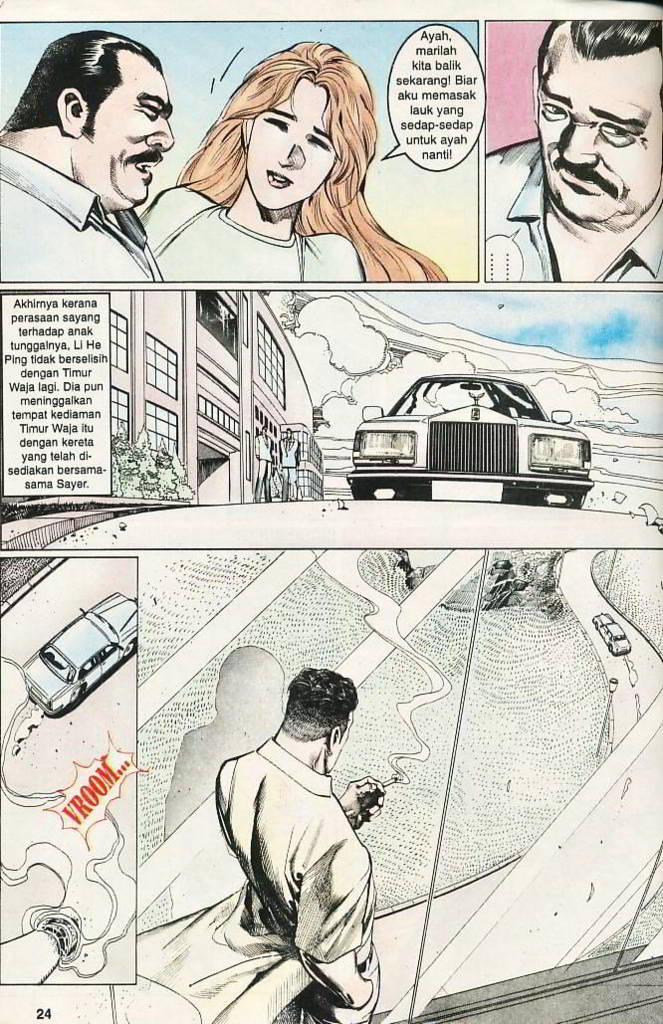 Ayah,
marilah
kita balik
sekarang! Biar
aku memasak
lauk yang
sedap-sedap
untuk ayah
nanti!
Akhirnya kerana
perasaan sayang
terhadap anak
tunggalnya, Li He
Ping tidak berselisih
dengan Timur
Waja lagi. Dia pun
meninggalkan
tempat kediaman
Timur Waja itu
dengan kereta
yang telah di-
sediakan bersama-
sama Sayer.
VROOM...
24